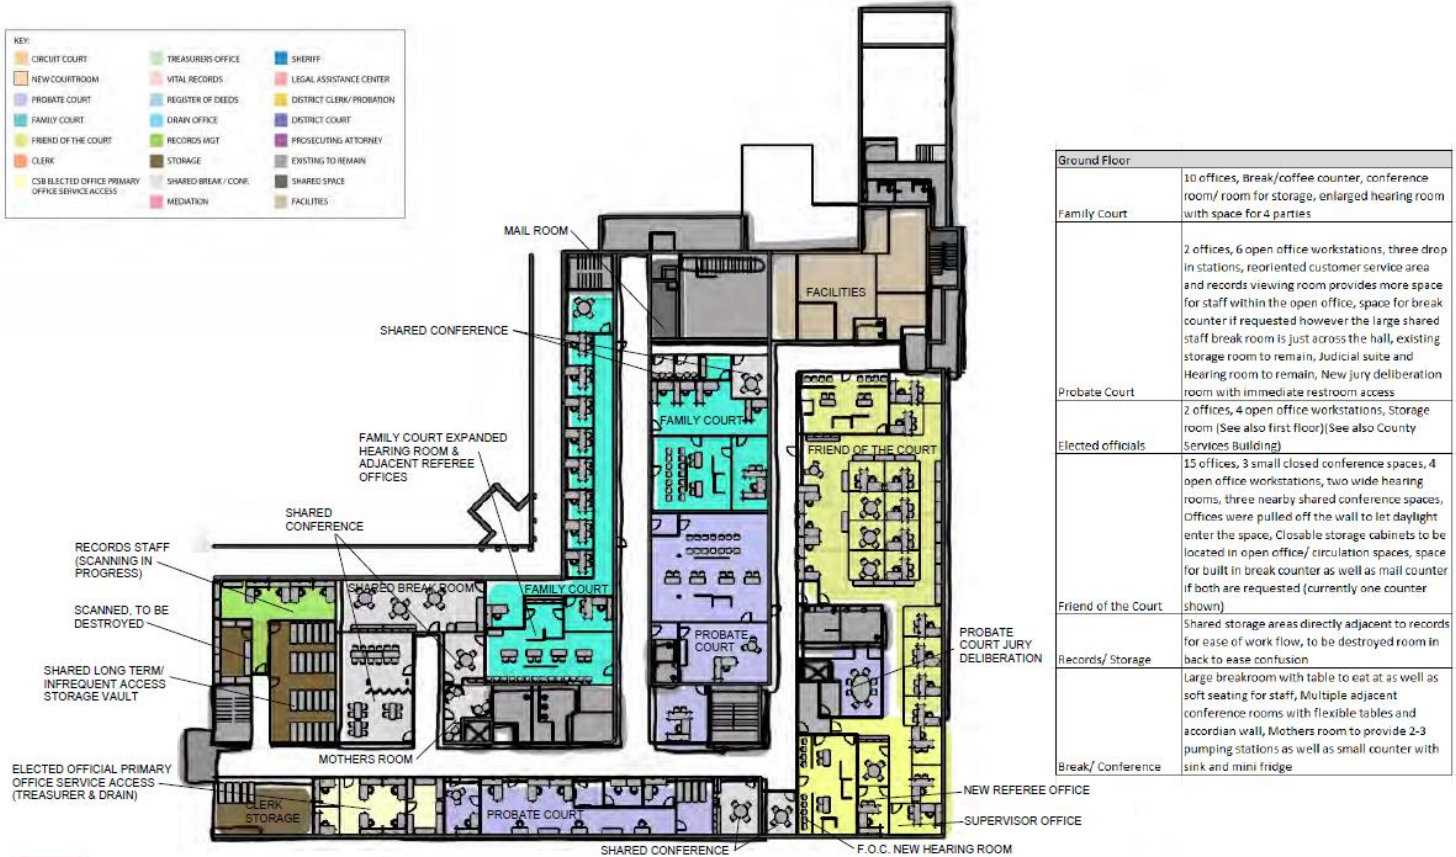 KEY:
CIRCUIT COURT
NEW COURTROOM
PROBATE COURT
FAMILY COURT
FRIEND OF THE COURT
CLERK
CSB ELECTED OFFICE PRIMARY
OFFICE SERVICE ACCESS
TREASURERS OFFICE
VITAL RECORDS
REGISTER OF DEEDS
DRAIN OFFICE
RECORDS MGT
STORAGE
SHARED BREAK / CONF.
MEDIATION
SHERIFF
LEGAL ASSISTANCE CENTER
DISTRICT CLERK/ PROBATION
DISTRICT COURT
PROSECUTING ATTORNEY
EXISTING TO REMAIN
SHARED SPACE
FACILITIES
MAIL ROOM
FACILITIES
SHARED CONFERENCE
FAMILY COURT
FAMILY COURT EXPANDED
HEARING ROOM &
ADJACENT REFEREE
OFFICES
FRIEND OF THE COURT
SHARED
CONFERENCE
RECORDS STAFF
(SCANNING IN
PROGRESS)
SHARED BREAK ROOM
FAMILY COURT
SCANNED, TO BE
DESTROYED
PROBATE
COURT
PROBATE
COURT JURY
DELIBERATION
SHARED LONG TERM/
INFREQUENT ACCESS
STORAGE VAULT
MOTHERS ROOM
ELECTED OFFICIAL PRIMARY
OFFICE SERVICE ACCESS
(TREASURER & DRAIN)
CLERK
STORAGE
PROBATE COURT
NEW REFEREE OFFICE
SUPERVISOR OFFICE
SHARED CONFERENCE
F.O.C. NEW HEARING ROOM
Ground Floor
Family Court
10 offices, Break/coffee counter, conference
room/ room for storage, enlarged hearing room
with space for 4 parties
Probate Court
2 offices, 6 open office workstations, three drop
in stations, reoriented customer service area
and records viewing room provides more space
for staff within the open office, space for break
counter if requested however the large shared
staff break room is just across the hall, existing
storage room to remain, Judicial suite and
Hearing room to remain, New jury deliberation
room with immediate restroom access
Elected officials
2 offices, 4 open office workstations, Storage
room (See also first floor)(See also County
Services Building)
Friend of the Court
15 offices, 3 small closed conference spaces, 4
open office workstations, two wide hearing
rooms, three nearby shared conference spaces,
Offices were pulled off the wall to let daylight
enter the space, Closable storage cabinets to be
located in open office/ circulation spaces, space
for built in break counter as well as mail counter
if both are requested (currently one counter
shown)
Records/ Storage
Shared storage areas directly adjacent to records
for ease of work flow, to be destroyed room in
back to ease confusion
Break/ Conference
Large breakroom with table to eat at as well as
soft seating for staff, Multiple adjacent
conference rooms with flexible tables and
accordian wall, Mothers room to provide 2-3
pumping stations as well as small counter with
sink and mini fridge